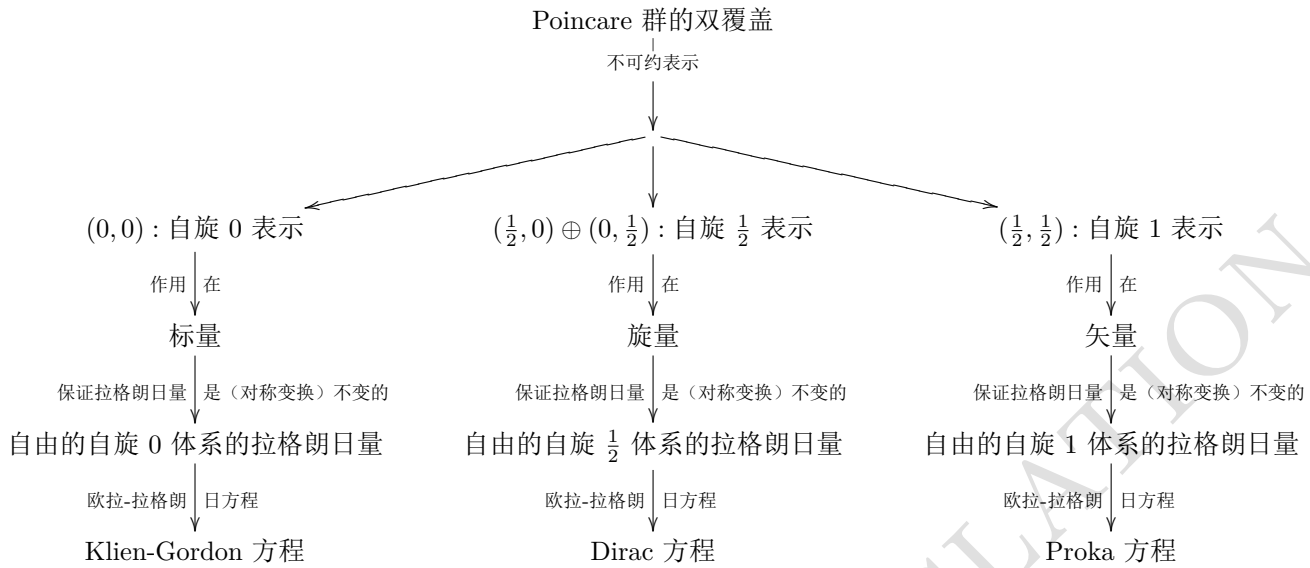 Poincare 群的双覆盖
不可约表示
(0, 0) : 自旋 0 表示 (1/2, 0) ⊕ (0, 1/2) : 自旋 1/2 表示 (1/2, 1/2) : 自旋 1 表示
作用 在 作用 在 作用 在
标量 旋量 矢量
保证拉格朗日量 是（对称变换）不变的 保证拉格朗日量 是（对称变换）不变的 保证拉格朗日量 是（对称变换）不变的
自由的自旋 0 体系的拉格朗日量 自由的自旋 1/2 体系的拉格朗日量 自由的自旋 1 体系的拉格朗日量
欧拉-拉格朗 日方程 欧拉-拉格朗 日方程 欧拉-拉格朗 日方程
Klien-Gordon 方程 Dirac 方程 Proka 方程